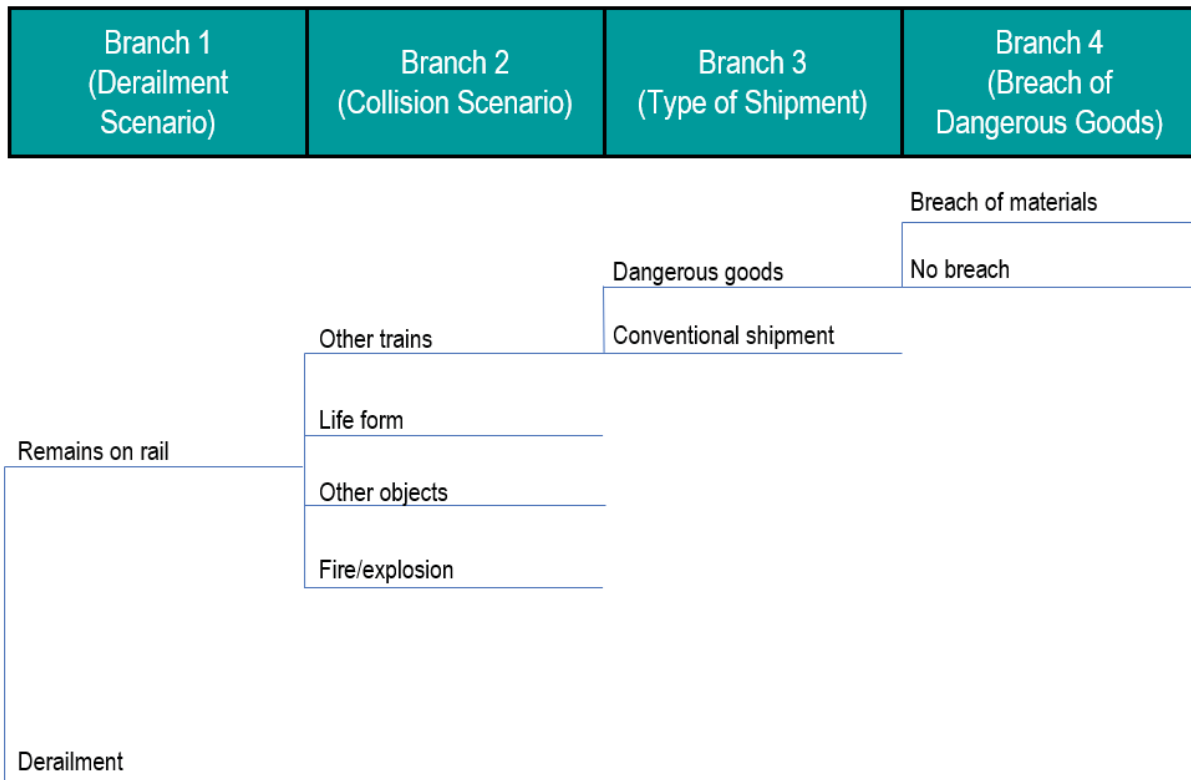 Branch 1
(Derailment
Scenario)
Branch 2
(Collision Scenario)
Branch 3
(Type of Shipment)
Branch 4
(Breach of
Dangerous Goods)
Breach of materials
No breach
Dangerous goods
Conventional shipment
Other trains
Life form
Remains on rail
Other objects
Fire/explosion
Derailment